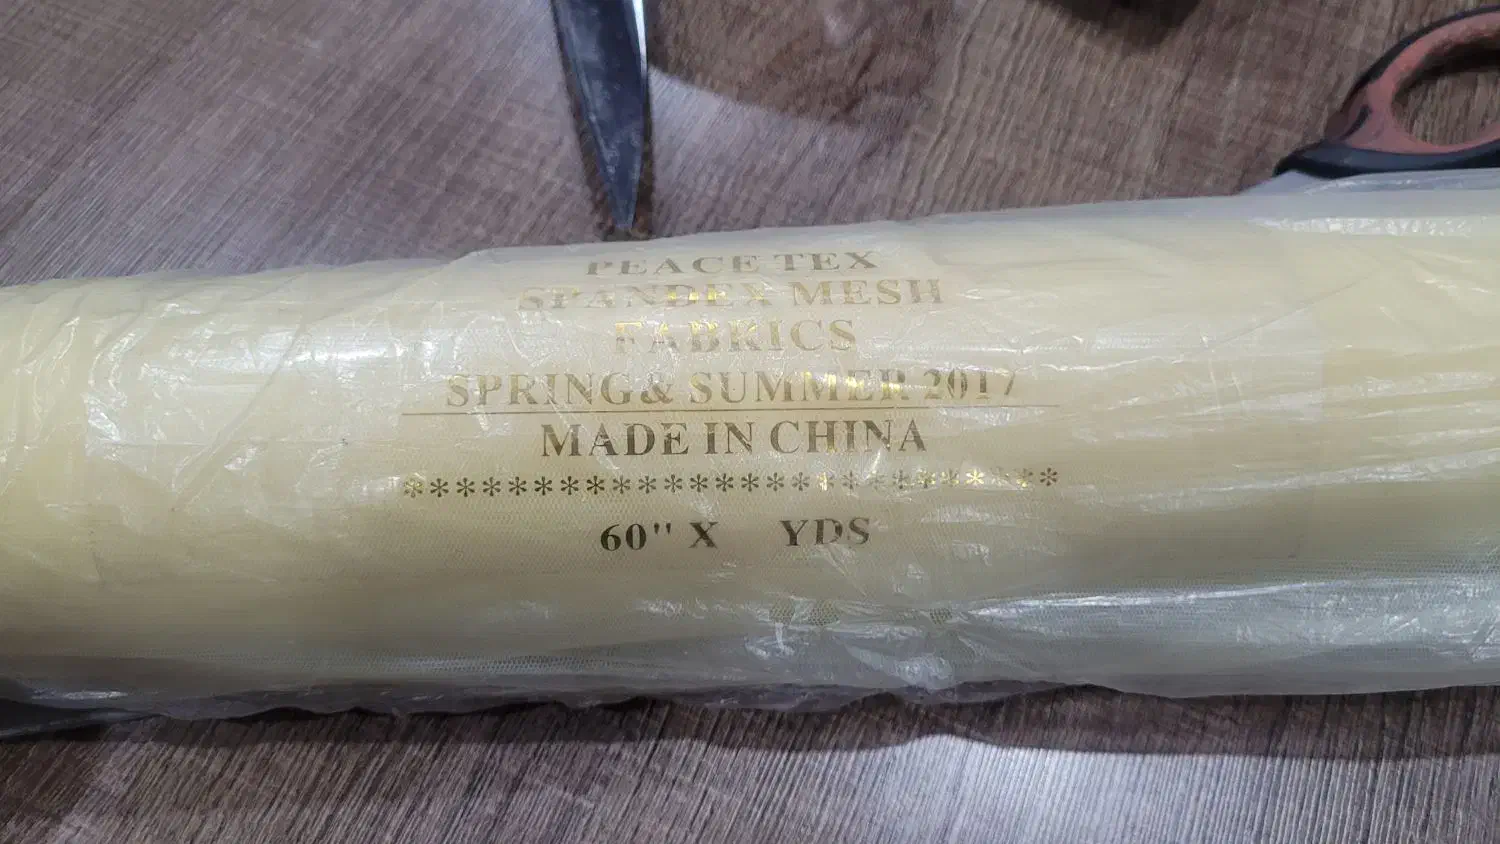 PEACE TEX
SPANDEX MESH
FABRICS
SPRING & SUMMER 2017
MADE IN CHINA
*************************
60" X YDS